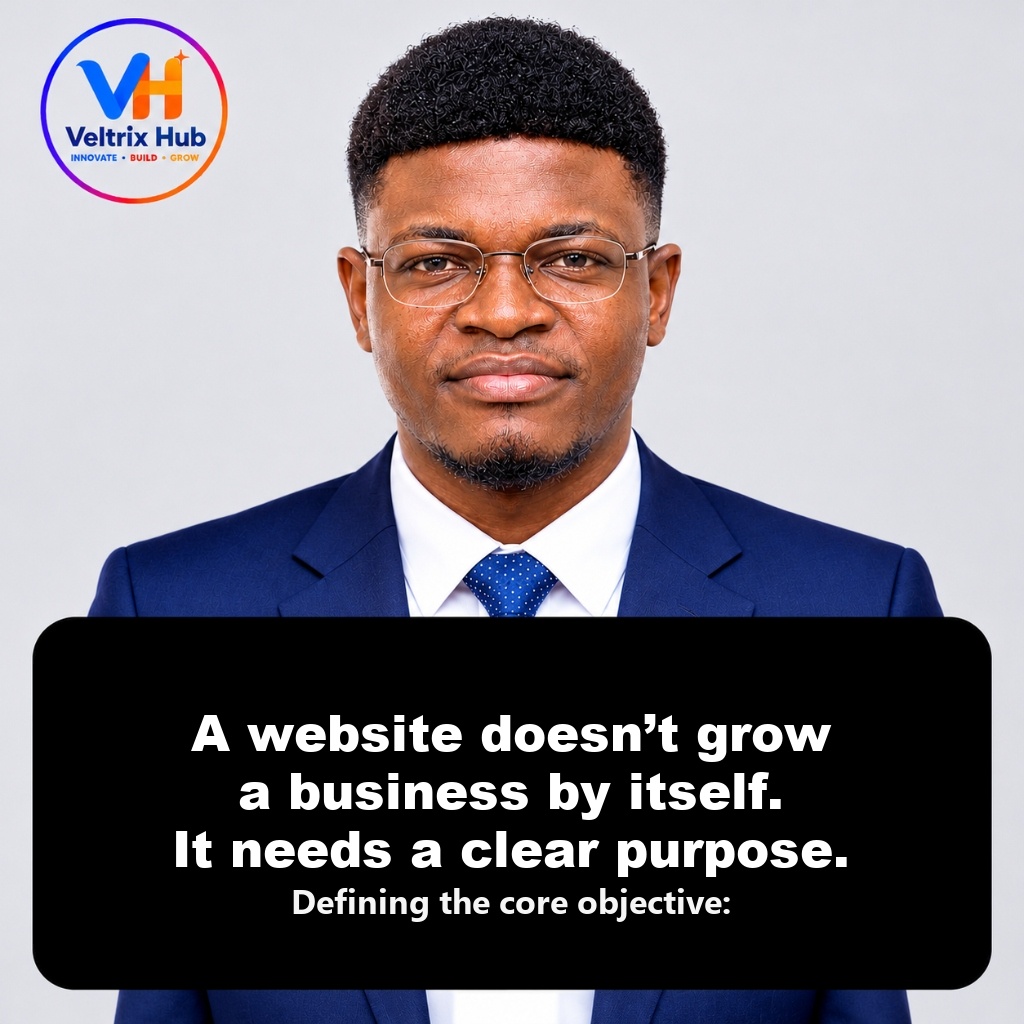 VH
Veltrix Hub
INNOVATE • BUILD • GROW
A website doesn’t grow
a business by itself.
It needs a clear purpose.
Defining the core objective: